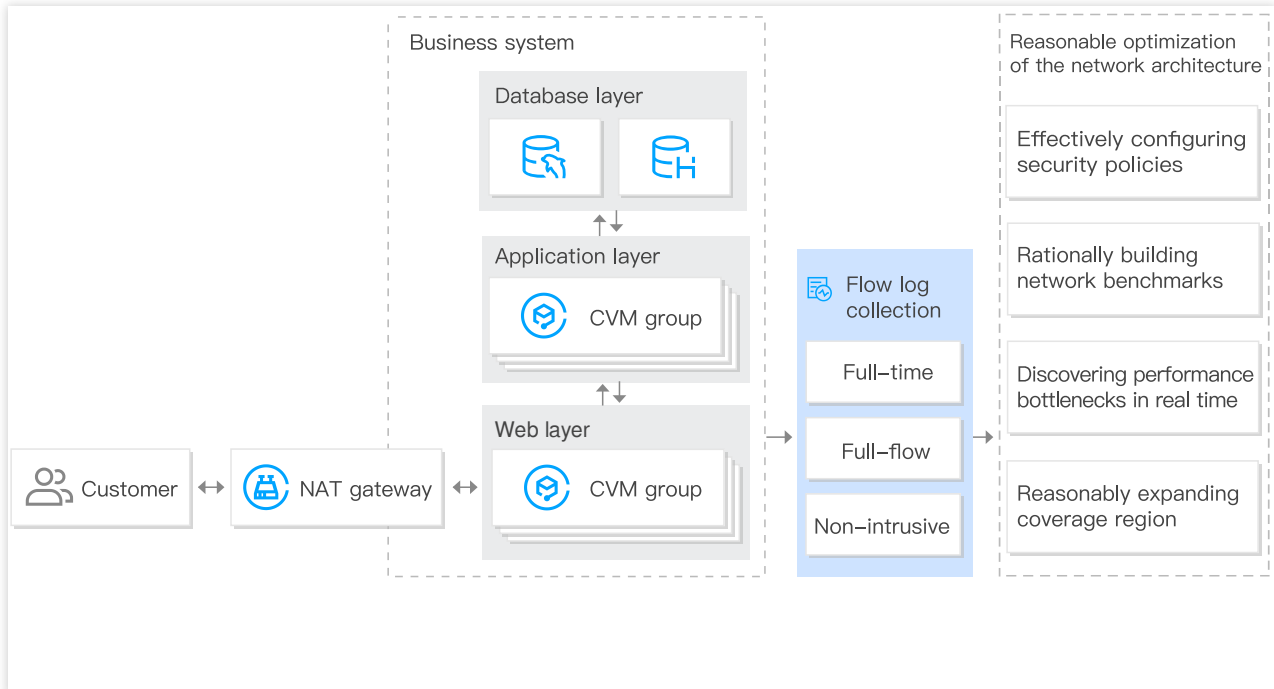 Business system
Database layer
H
Application layer
CVM group
Web layer
CVM group
Customer
NAT gateway
Flow log
collection
Full-time
Full-flow
Non-intrusive
Reasonable optimization
of the network architecture
Effectively configuring
security policies
Rationally building
network benchmarks
Discovering performance
bottlenecks in real time
Reasonably expanding
coverage region